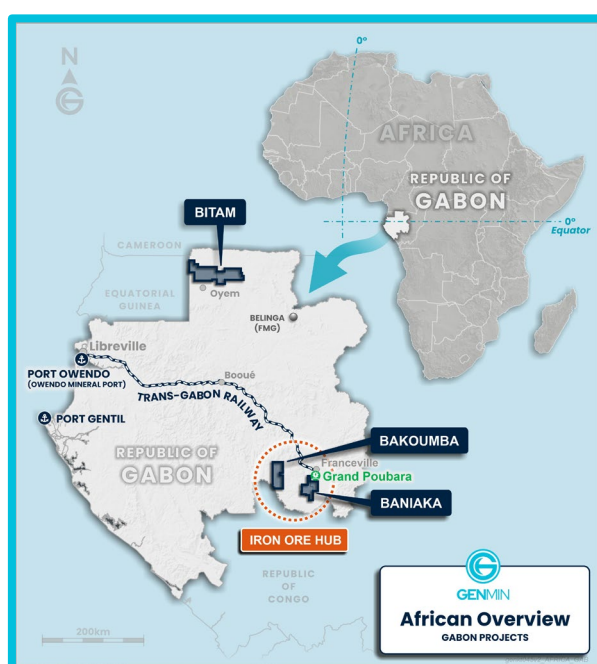 N
0°
AFRICA
REPUBLIC OF
GABON
0°
Equator
BITAM
CAMEROON
EQUATORIAL
GUINEA
Oyem
BELINGA
(FMG)
Libreville
PORT OWENDO
(OWENDO MINERAL PORT)
Booué
TRANS-GABON RAILWAY
PORT GENTIL
BAKOUMBA
REPUBLIC OF
GABON
Franceville
Grand Poubara
BANIAKA
IRON ORE HUB
REPUBLIC
OF
CONGO
200km
GENMIN
African Overview
GABON PROJECTS